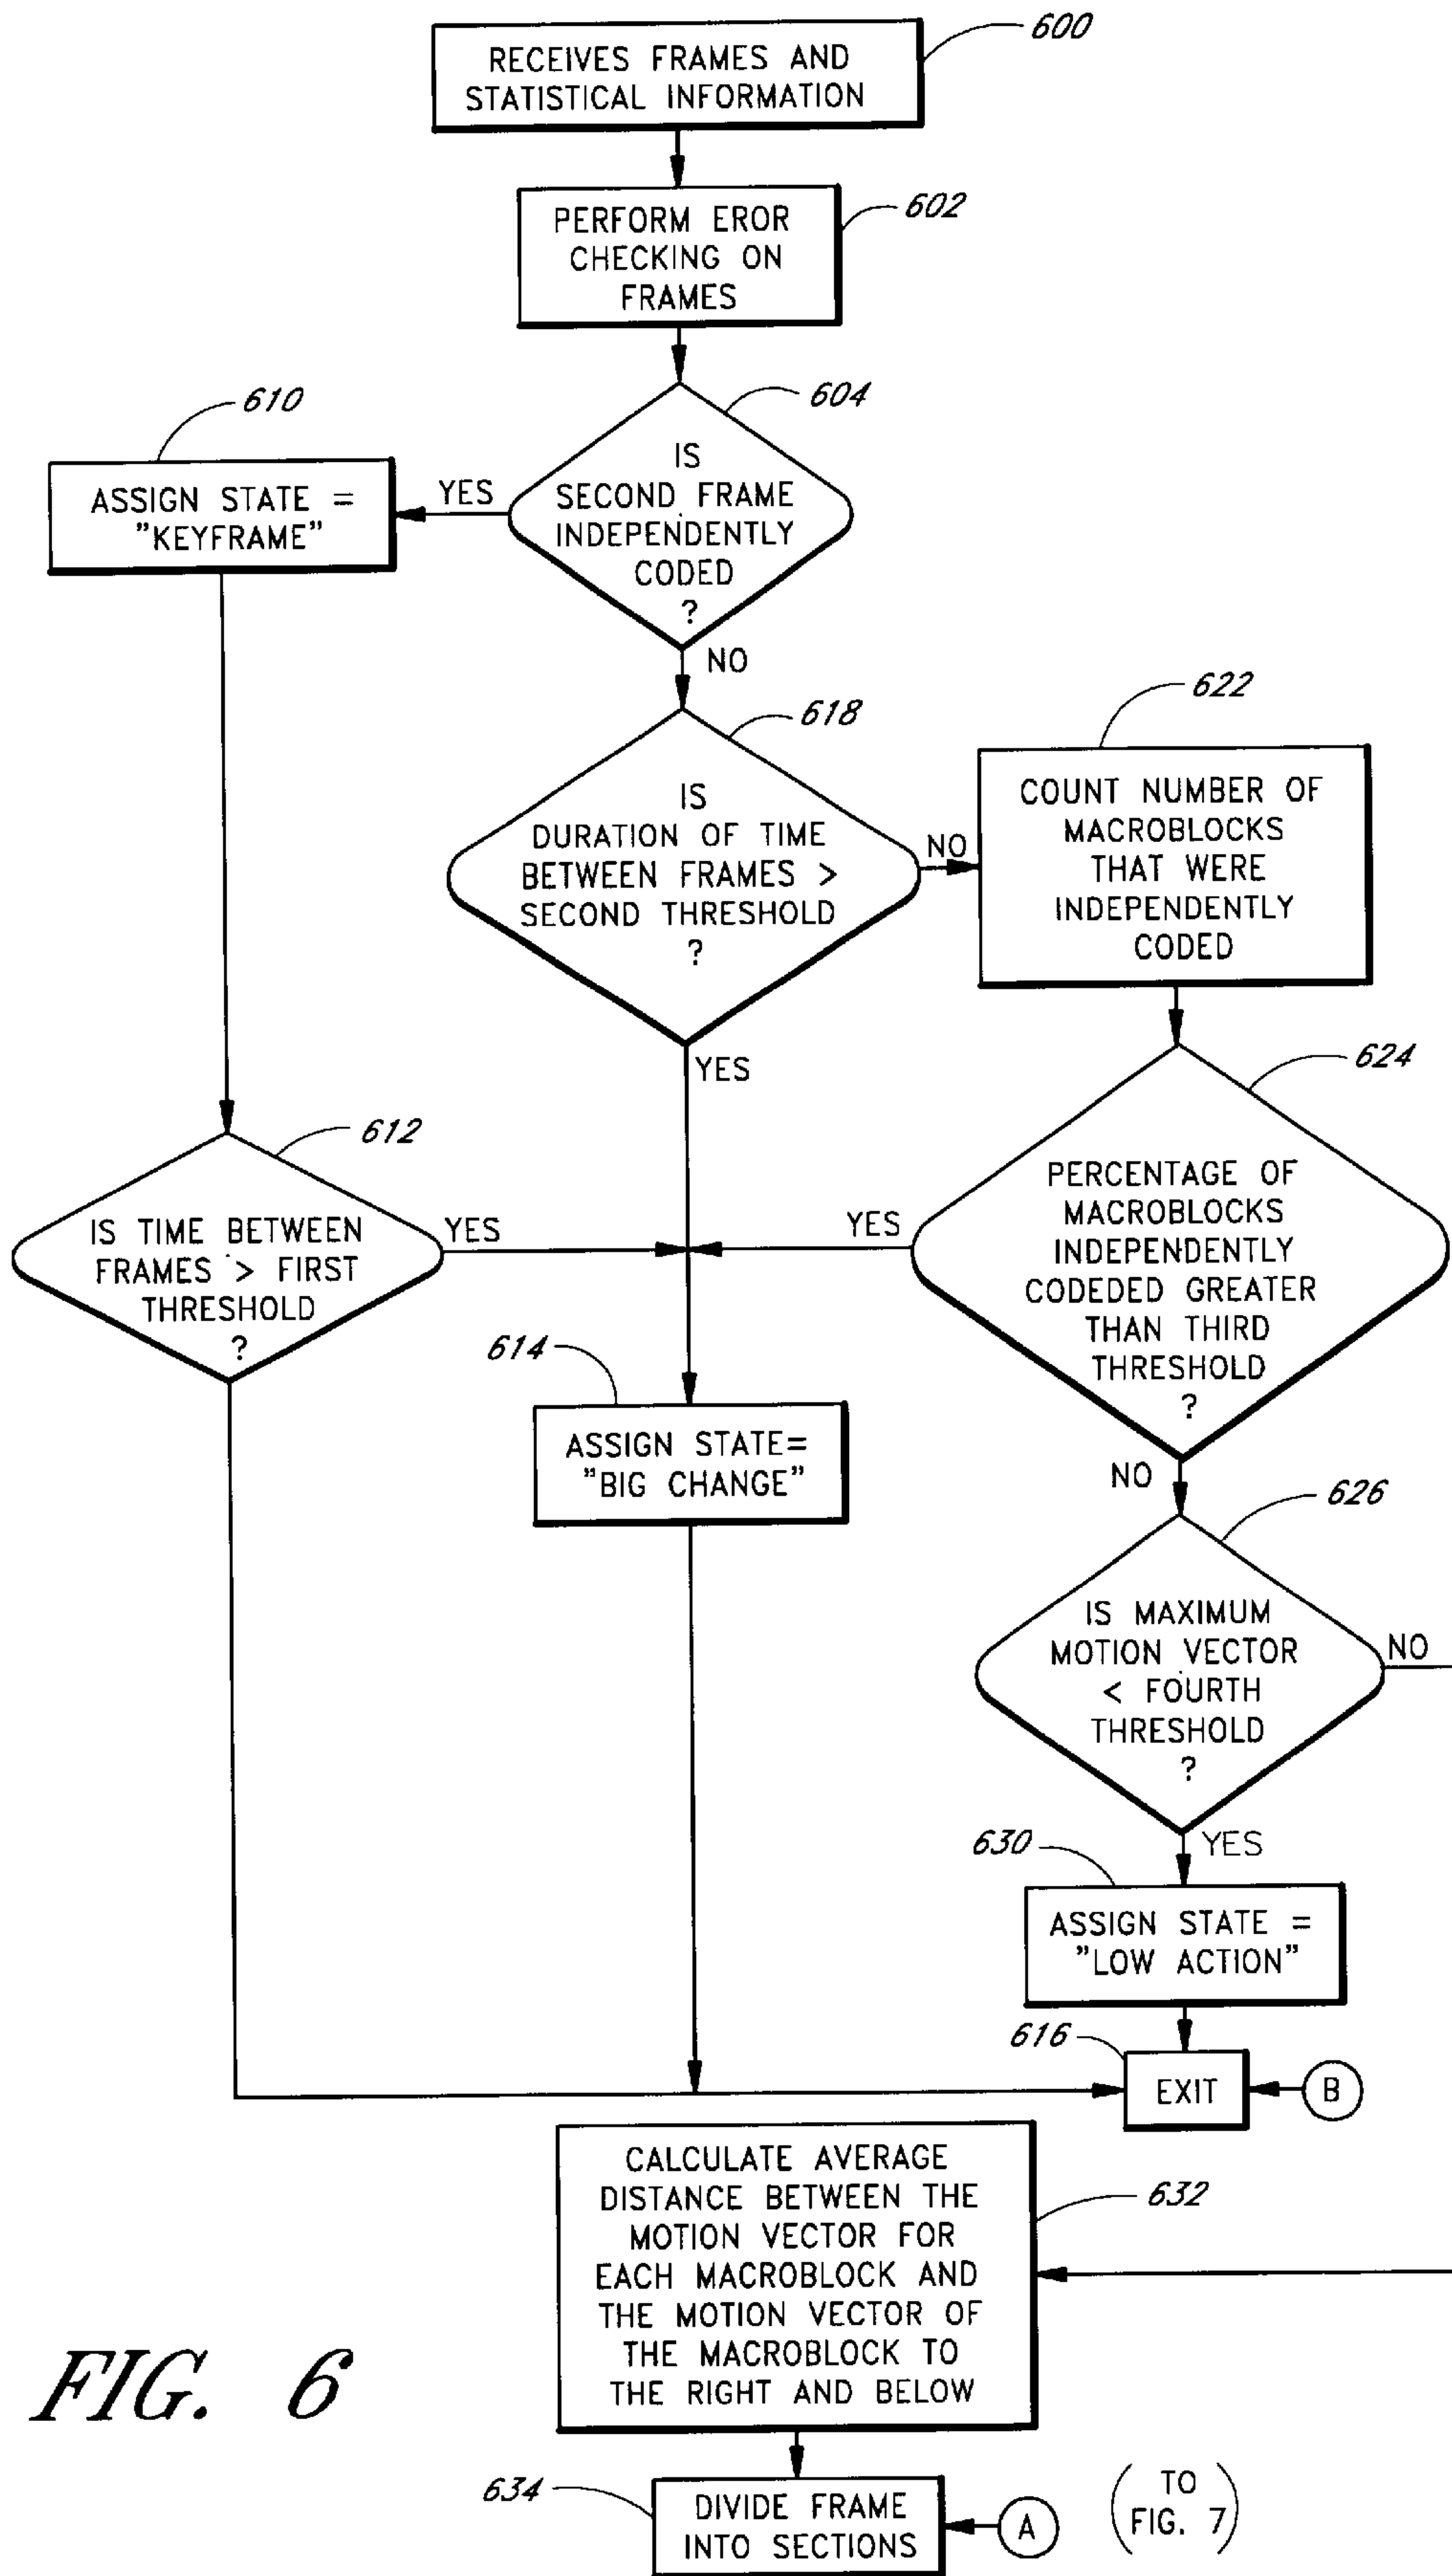 600
RECEIVES FRAMES AND
STATISTICAL INFORMATION
602
PERFORM EROR
CHECKING ON
FRAMES
604
IS
SECOND FRAME
INDEPENDENTLY
CODED
?
YES
NO
610
ASSIGN STATE =
"KEYFRAME"
618
IS
DURATION OF TIME
BETWEEN FRAMES >
SECOND THRESHOLD
?
NO
YES
622
COUNT NUMBER OF
MACROBLOCKS
THAT WERE
INDEPENDENTLY
CODED
612
IS TIME BETWEEN
FRAMES > FIRST
THRESHOLD
?
YES
624
PERCENTAGE OF
MACROBLOCKS
INDEPENDENTLY
CODEDED GREATER
THAN THIRD
THRESHOLD
?
YES
NO
614
ASSIGN STATE=
"BIG CHANGE"
626
IS MAXIMUM
MOTION VECTOR
< FOURTH
THRESHOLD
?
NO
YES
630
ASSIGN STATE =
"LOW ACTION"
616
EXIT
B
632
CALCULATE AVERAGE
DISTANCE BETWEEN THE
MOTION VECTOR FOR
EACH MACROBLOCK AND
THE MOTION VECTOR OF
THE MACROBLOCK TO
THE RIGHT AND BELOW
634
DIVIDE FRAME
INTO SECTIONS
A
(TO
FIG. 7)
FIG. 6